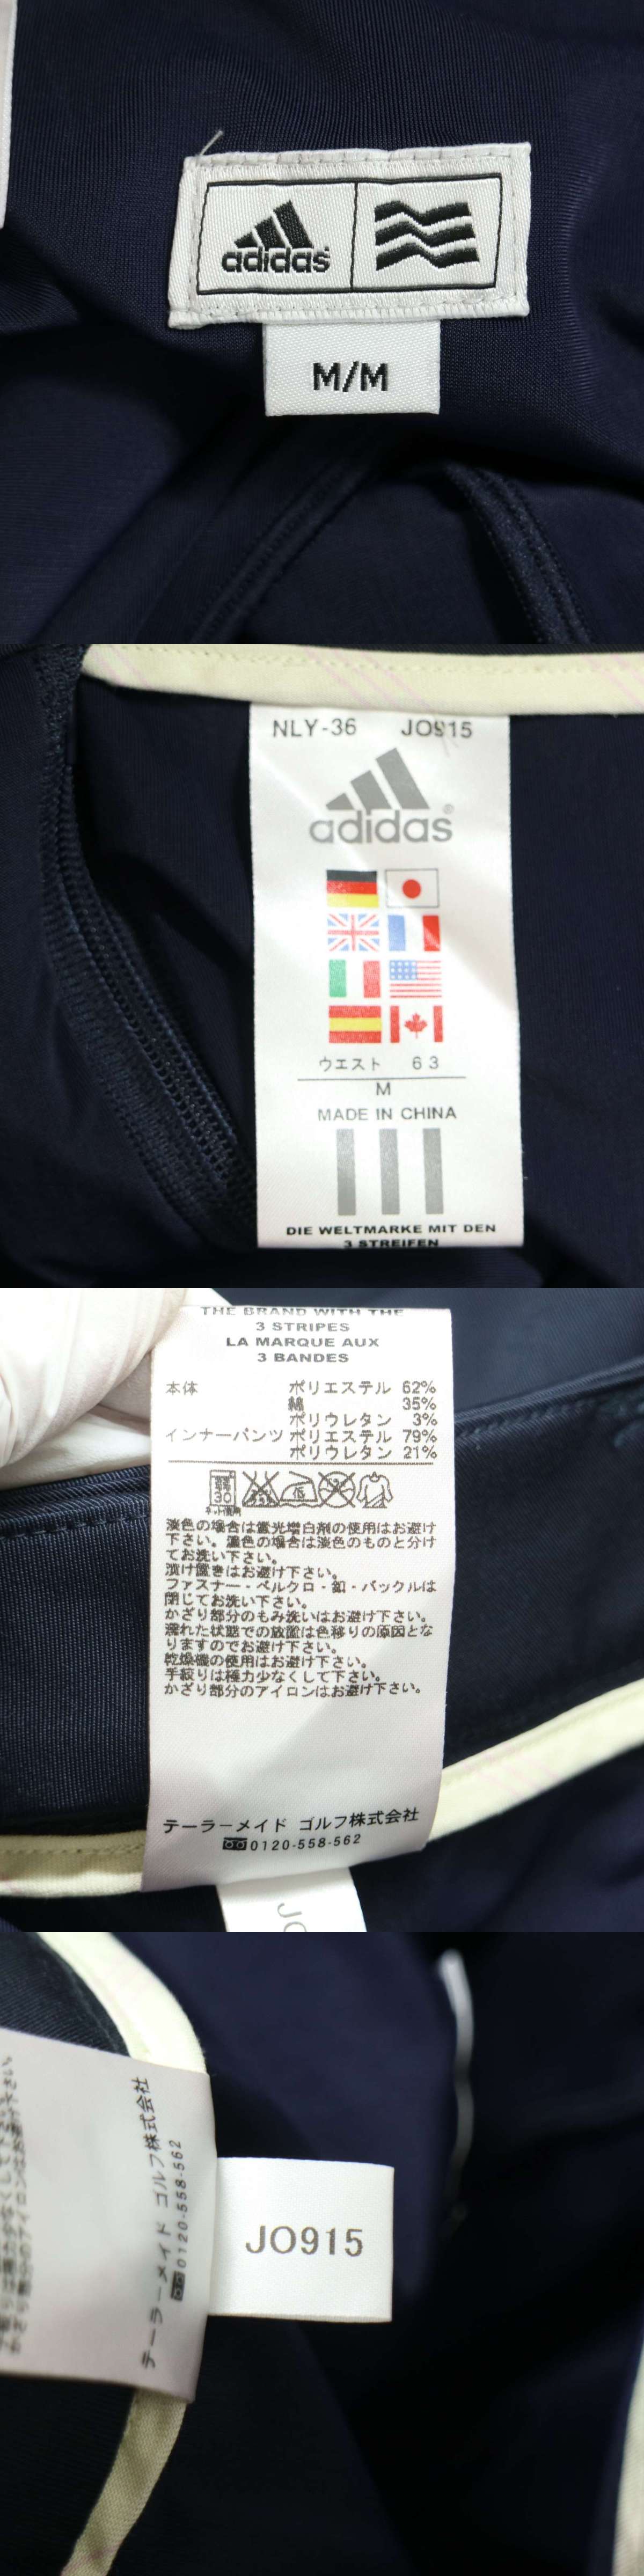 adidas
M/M
NLY-36 JO915
adidas
ウエスト 63
M
MADE IN CHINA
DIE WELTMARKE MIT DEN
3 STREIFEN
THE BRAND WITH THE
3 STRIPES
LA MARQUE AUX
3 BANDES
本体 ポリエステル 62%
綿 35%
ポリウレタン 3%
インナーパンツ ポリエステル 79%
ポリウレタン 21%
30
ネット使用
淡色の場合は蛍光増白剤の使用はお避け
下さい。濃色の場合は淡色のものと分け
てお洗い下さい。
漬け置きはお避け下さい。
ファスナー・ベルクロ・釦・バックルは
閉じてお洗い下さい。
かざり部分のもみ洗いはお避け下さい。
濡れた状態での放置は色移りの原因とな
りますのでお避け下さい。
乾燥機の使用はお避け下さい。
手絞りは極力少なくして下さい。
かざり部分のアイロンはお避け下さい。
テーラーメイド ゴルフ株式会社
0120-558-562
JO
テーラーメイド ゴルフ株式会社
0120-558-562
JO915